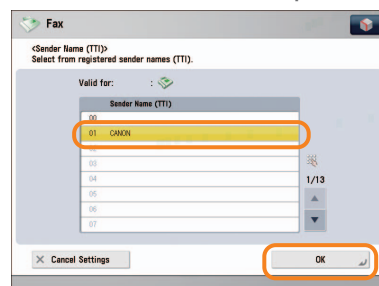 Fax
<Sender Name (TTI)>
Select from registered sender names (TTI).
Valid for: :
Sender Name (TTI)
00
01 CANON
02
03
04
1/13
05
06
07
Cancel Settings
OK